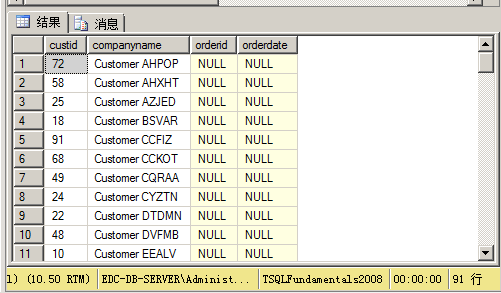 结果 消息
custid companyname orderid orderdate
1 72 Customer AHPOP NULL NULL
2 58 Customer AHXHT NULL NULL
3 25 Customer AZJED NULL NULL
4 18 Customer BSVAR NULL NULL
5 91 Customer CCFIZ NULL NULL
6 68 Customer CCKOT NULL NULL
7 49 Customer CQRAA NULL NULL
8 24 Customer CYZTN NULL NULL
9 22 Customer DTDMN NULL NULL
10 48 Customer DVFMB NULL NULL
11 10 Customer EEALV NULL NULL
1) (10.50 RTM) EDC-DB-SERVER\Administ... TSQLFundamentals2008 00:00:00 91 行